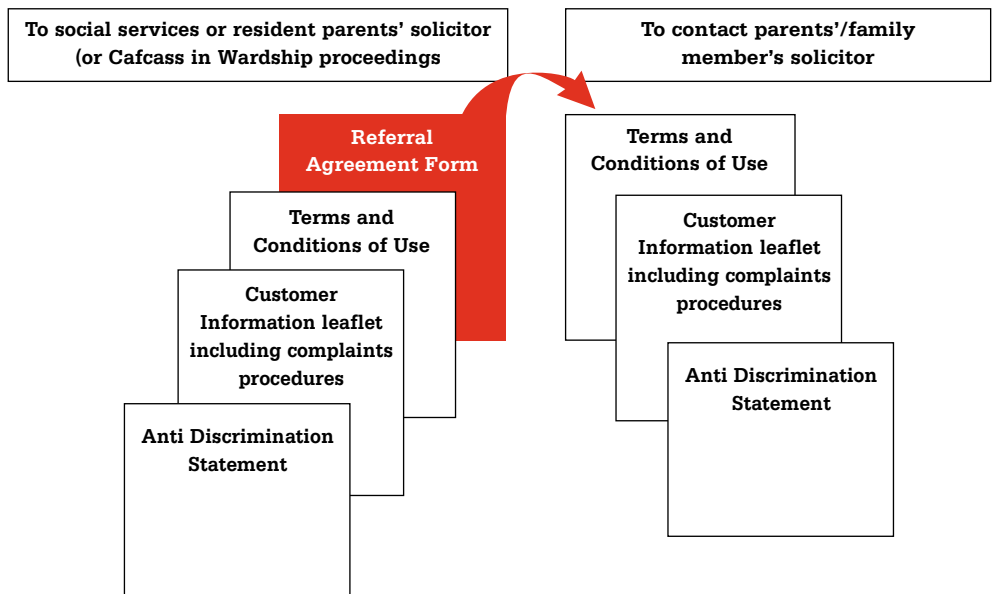 To social services or resident parents’ solicitor
(or Cafcass in Wardship proceedings
To contact parents’/family
member’s solicitor
Referral
Agreement Form
Terms and
Conditions of Use
Customer
Information leaflet
including complaints
procedures
Anti Discrimination
Statement
Terms and
Conditions of Use
Customer
Information leaflet
including complaints
procedures
Anti Discrimination
Statement